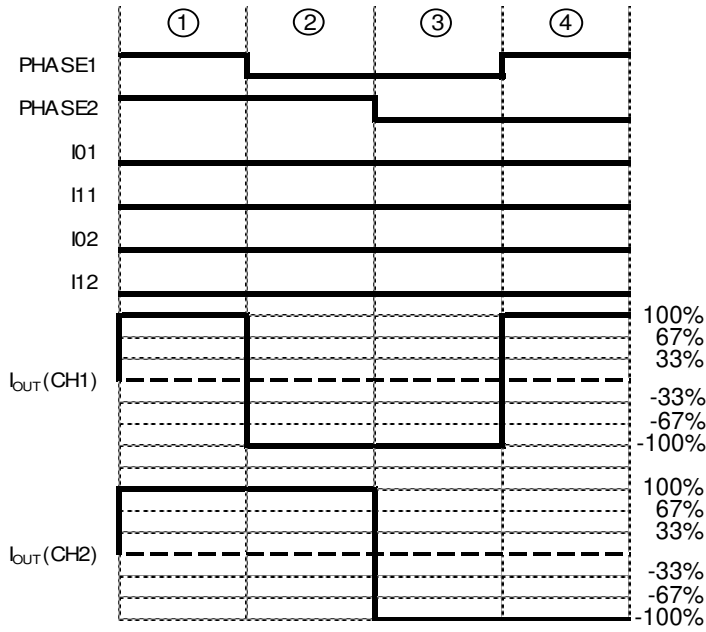 ① ② ③ ④
PHASE1
PHASE2
I01
I11
I02
I12
100%
67%
33%
IOUT(CH1)
-33%
-67%
-100%
100%
67%
33%
IOUT(CH2)
-33%
-67%
-100%